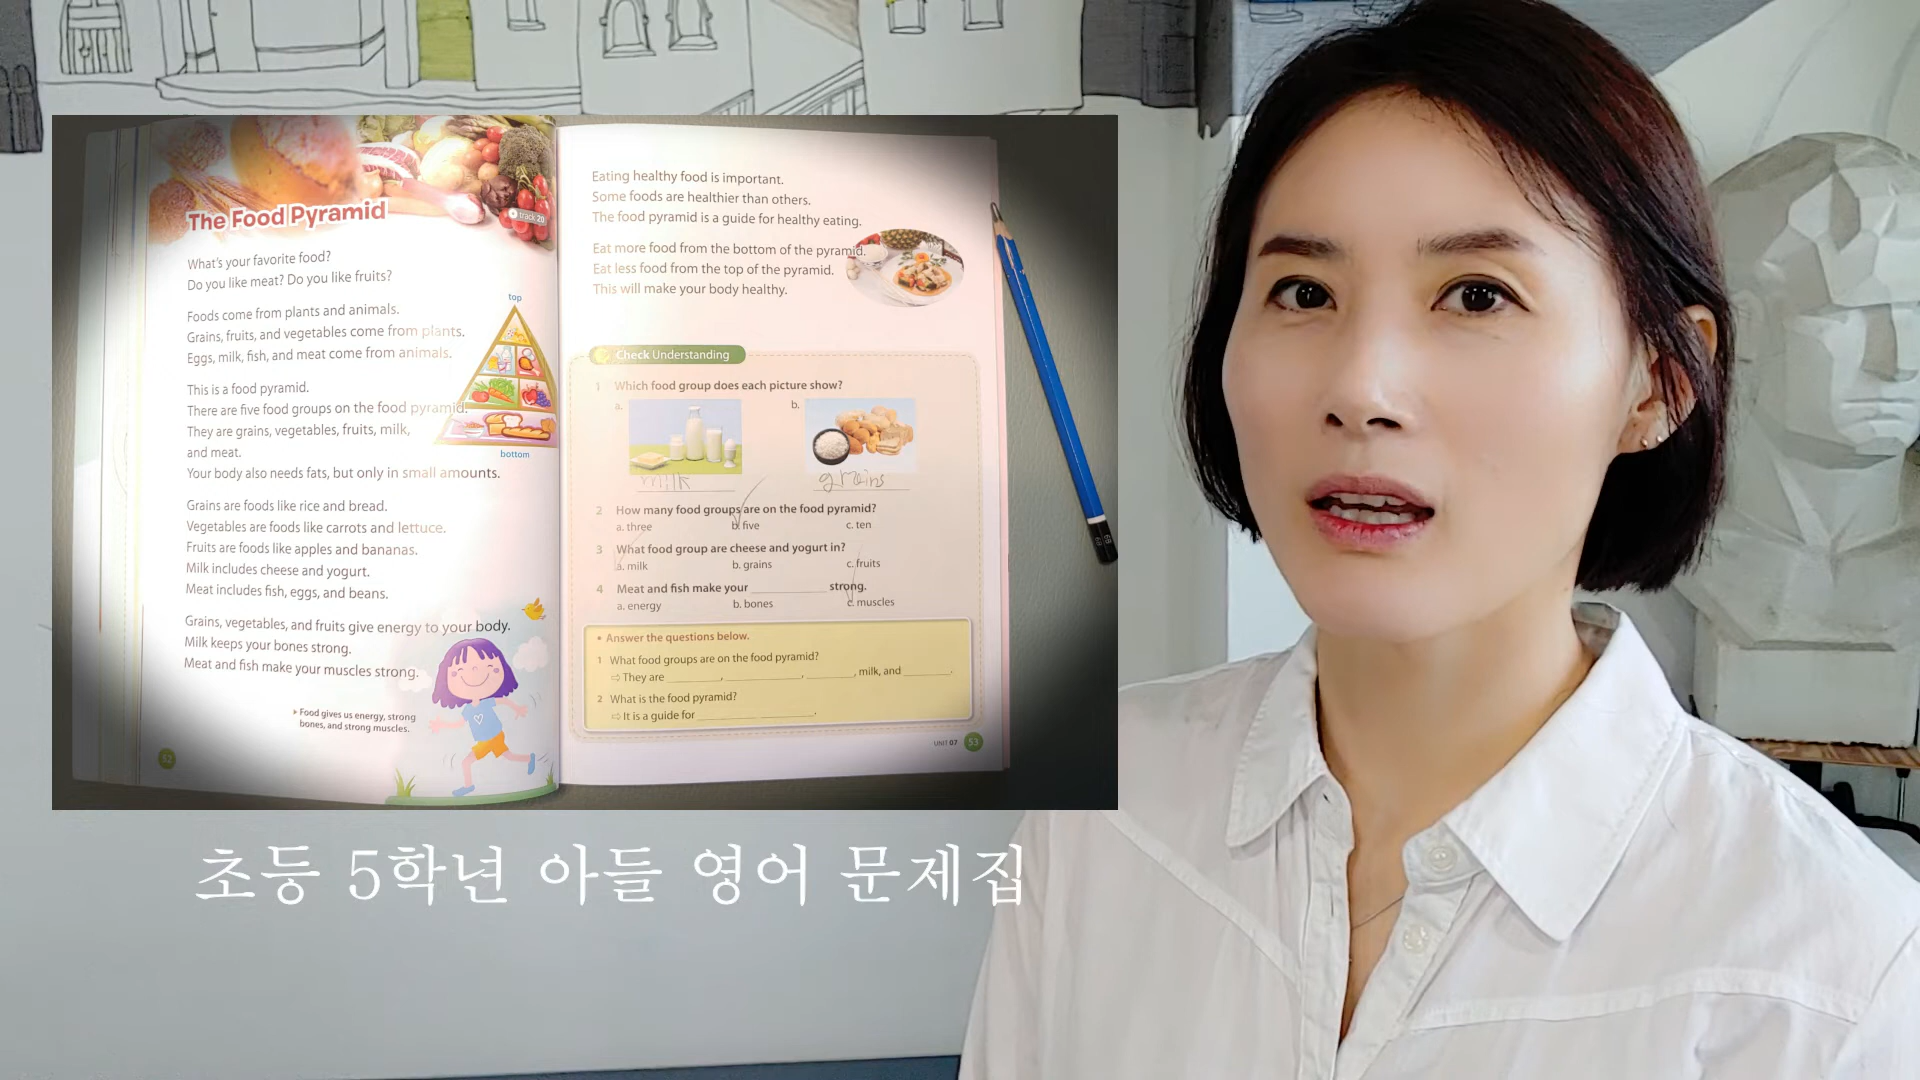 The Food Pyramid
track 20
What's your favorite food?
Do you like meat? Do you like fruits?
Foods come from plants and animals.
Grains, fruits, and vegetables come from plants.
Eggs, milk, fish, and meat come from animals.
This is a food pyramid.
There are five food groups on the food pyramid.
They are grains, vegetables, fruits, milk,
and meat.
Your body also needs fats, but only in small amounts.
top
bottom
Grains are foods like rice and bread.
Vegetables are foods like carrots and lettuce.
Fruits are foods like apples and bananas.
Milk includes cheese and yogurt.
Meat includes fish, eggs, and beans.
Grains, vegetables, and fruits give energy to your body.
Milk keeps your bones strong.
Meat and fish make your muscles strong.
Food gives us energy, strong
bones, and strong muscles.
52
Eating healthy food is important.
Some foods are healthier than others.
The food pyramid is a guide for healthy eating.
Eat more food from the bottom of the pyramid.
Eat less food from the top of the pyramid.
This will make your body healthy.
Check Understanding
1 Which food group does each picture show?
a. b.
milk grains
2 How many food groups are on the food pyramid?
a. three b. five c. ten
3 What food group are cheese and yogurt in?
a. milk b. grains c. fruits
4 Meat and fish make your ____ strong.
a. energy b. bones c. muscles
• Answer the questions below.
1 What food groups are on the food pyramid?
⇨ They are ____, ____, ____, milk, and ____.
2 What is the food pyramid?
⇨ It is a guide for ____ ____.
UNIT 07 53
6B
초등 5학년 아들 영어 문제집